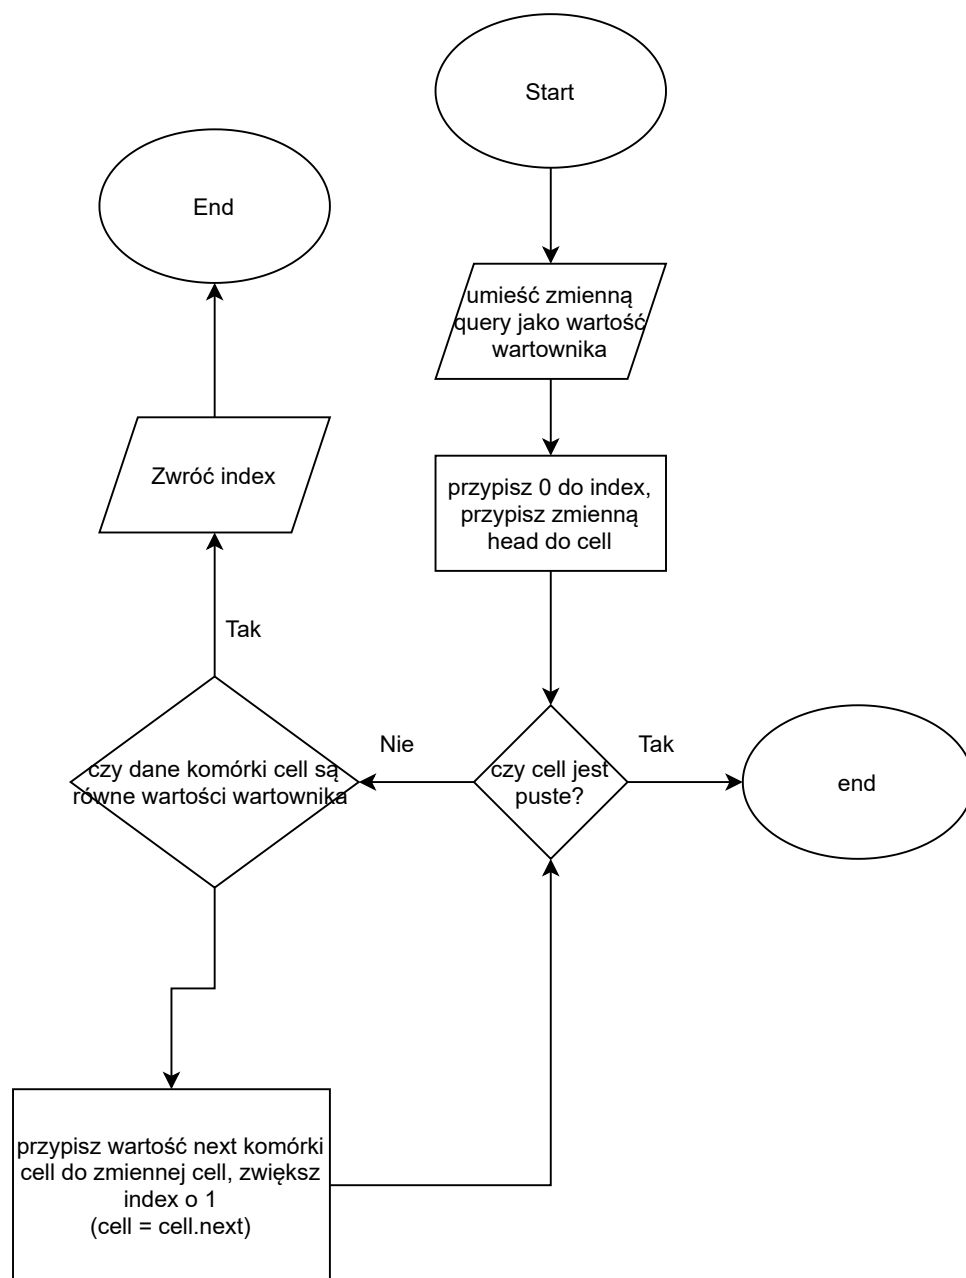 Start
End
umieść zmienną
query jako wartość
wartownika
Zwróć index
przypisz 0 do index,
przypisz zmienną
head do cell
Tak
Nie
Tak
czy dane komórki cell są
równe wartości wartownika
czy cell jest
puste?
end
przypisz wartość next komórki
cell do zmiennej cell, zwiększ
index o 1
(cell = cell.next)